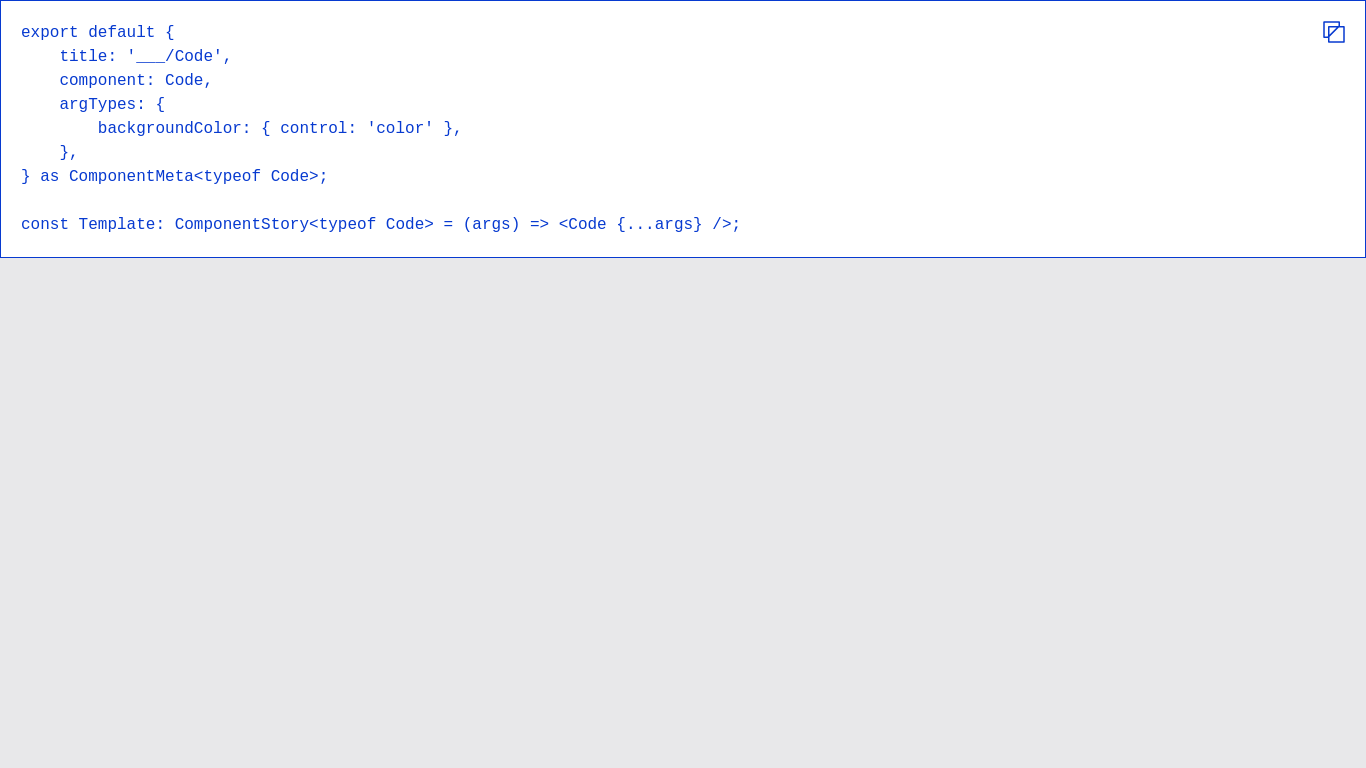 export default {
    title: '___/Code',
    component: Code,
    argTypes: {
        backgroundColor: { control: 'color' },
    },
} as ComponentMeta<typeof Code>;

const Template: ComponentStory<typeof Code> = (args) => <Code {...args} />;